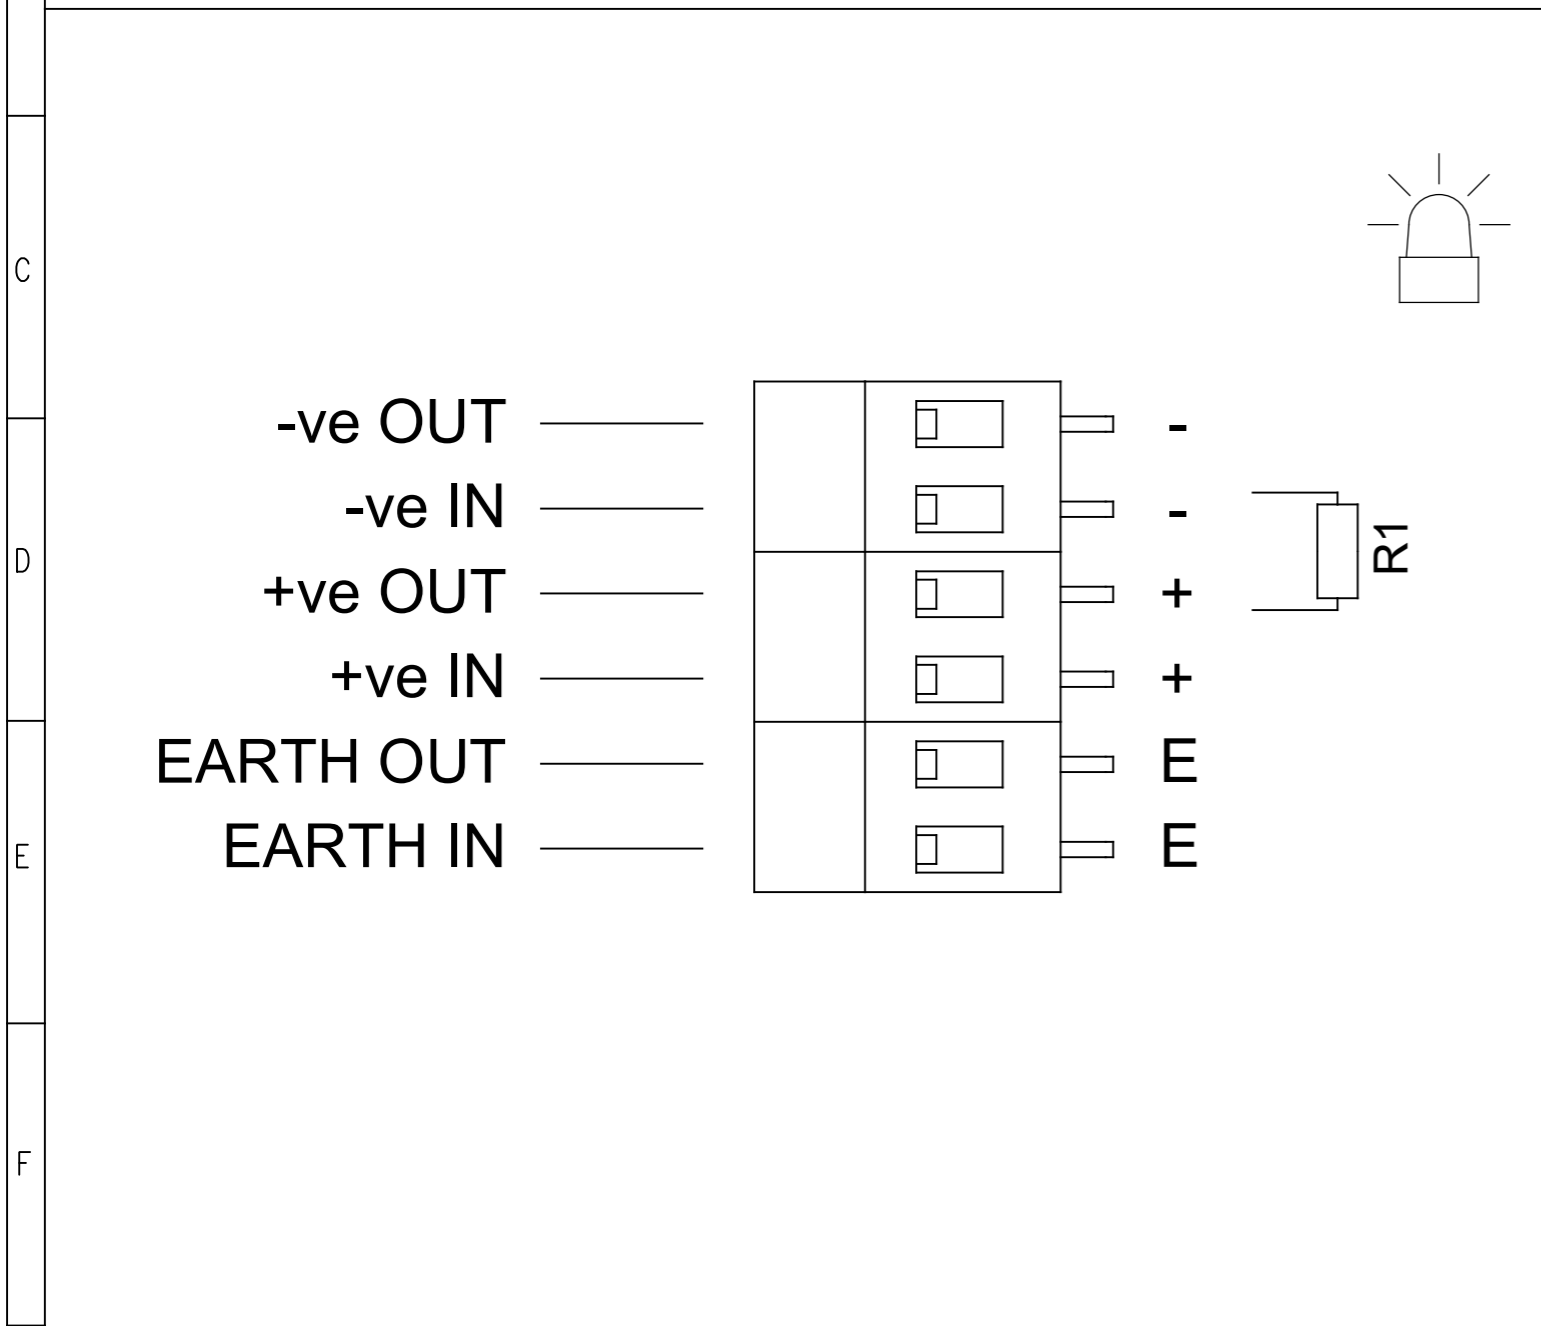 C
-ve OUT -
-ve IN -
D
+ve OUT +
R1
+ve IN +
EARTH OUT E
E
EARTH IN E
F